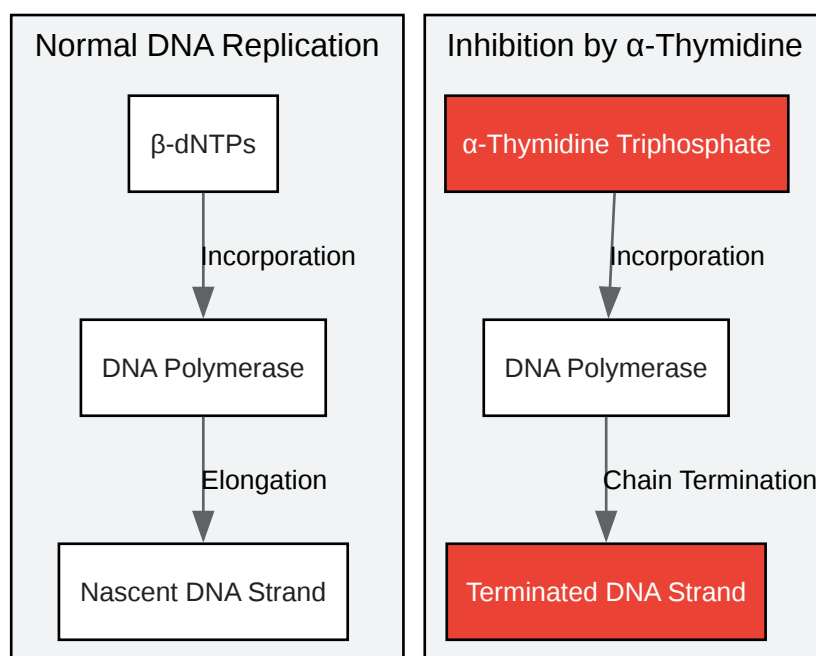 Normal DNA Replication
β-dNTPs
Incorporation
DNA Polymerase
Elongation
Nascent DNA Strand
Inhibition by α-Thymidine
α-Thymidine Triphosphate
Incorporation
DNA Polymerase
Chain Termination
Terminated DNA Strand